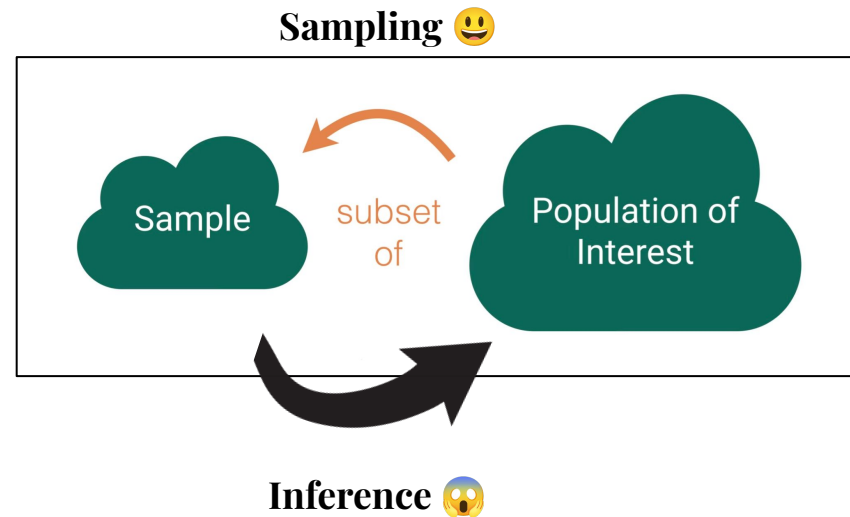 Sampling 😃
Sample
subset
of
Population of
Interest
Inference 😱